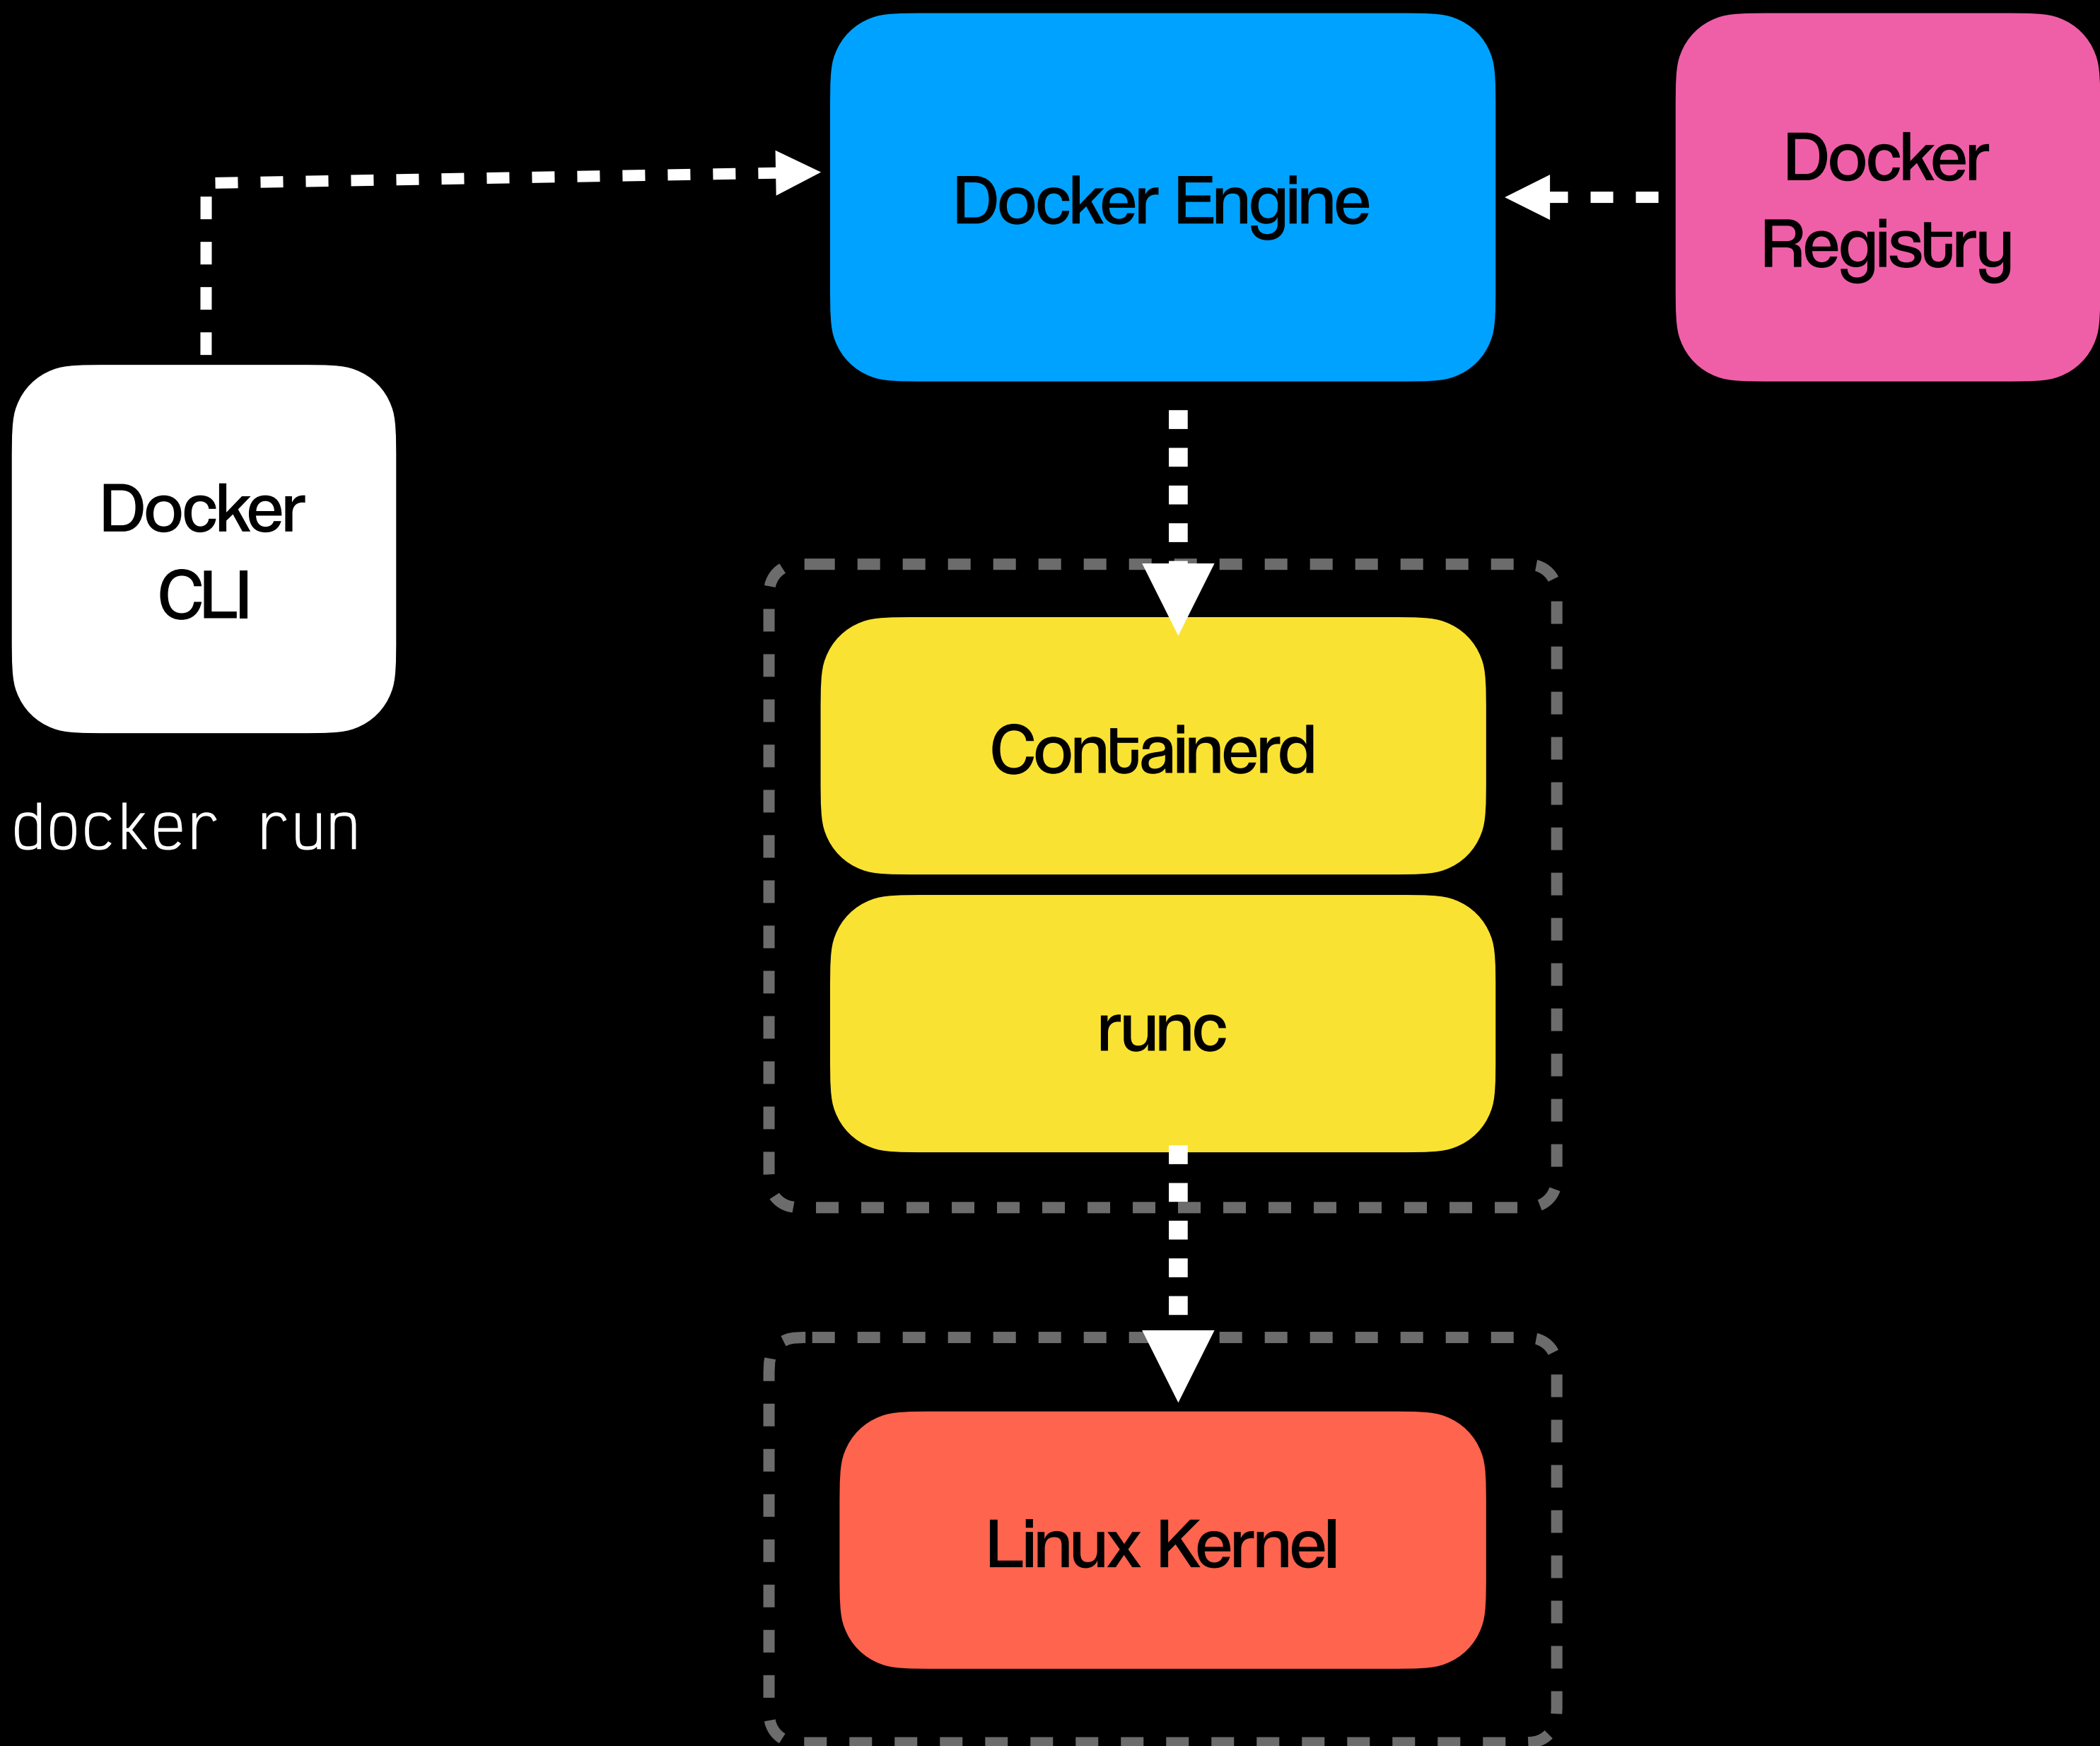 Docker Engine
Docker
Registry
Docker
CLI
docker run
Containerd
runc
Linux Kernel